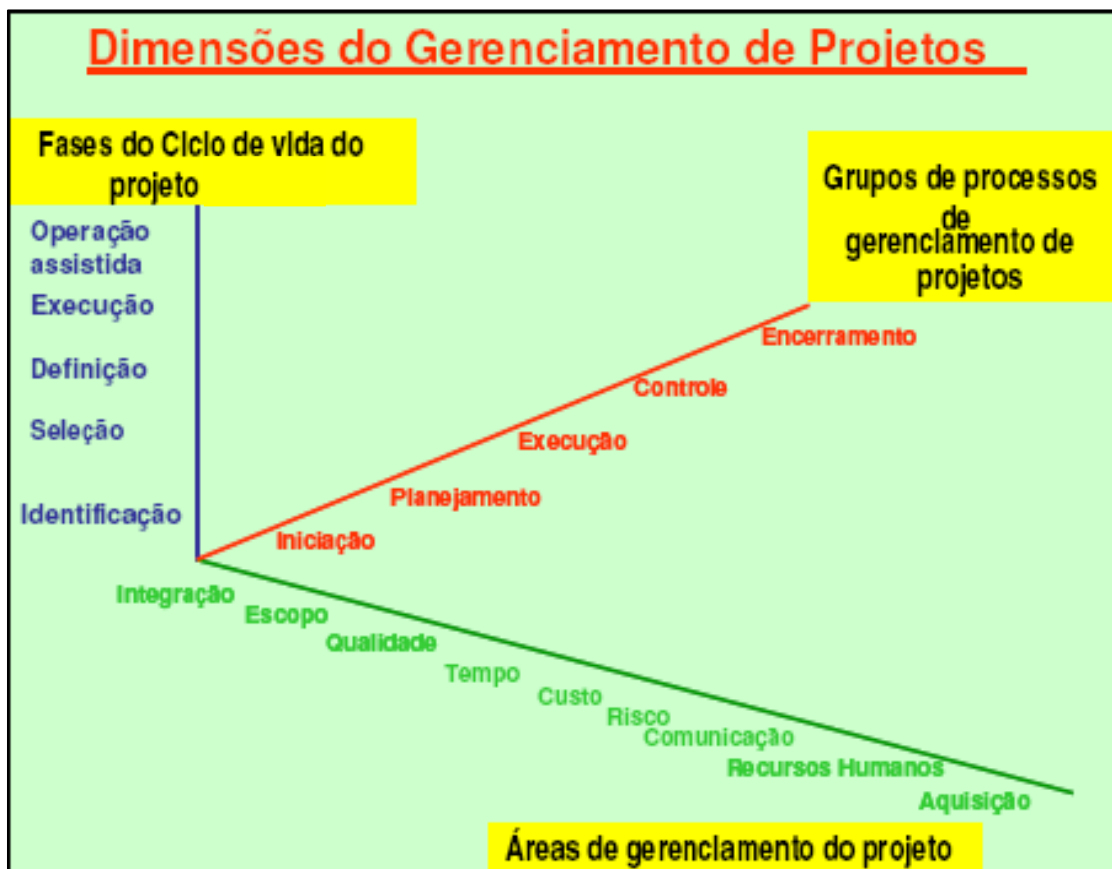 Dimensões do Gerenciamento de Projetos
Fases do Ciclo de vida do
projeto
Operação
assistida
Execução
Definição
Seleção
Identificação
Grupos de processos
de
gerenciamento de
projetos
Encerramento
Controle
Execução
Planejamento
Iniciação
Integração
Escopo
Qualidade
Tempo
Custo
Risco
Comunicação
Recursos Humanos
Aquisição
Áreas de gerenciamento do projeto